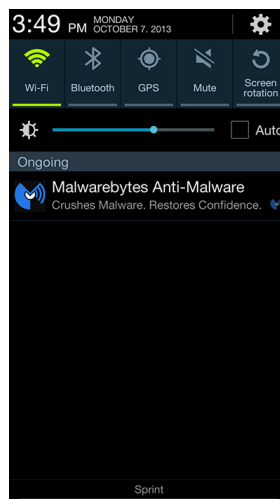 3:49 PM MONDAY
OCTOBER 7. 2013
Wi-Fi
Bluetooth
GPS
Mute
Screen
rotation
Auto
Ongoing
Malwarebytes Anti-Malware
Crushes Malware. Restores Confidence.
Sprint